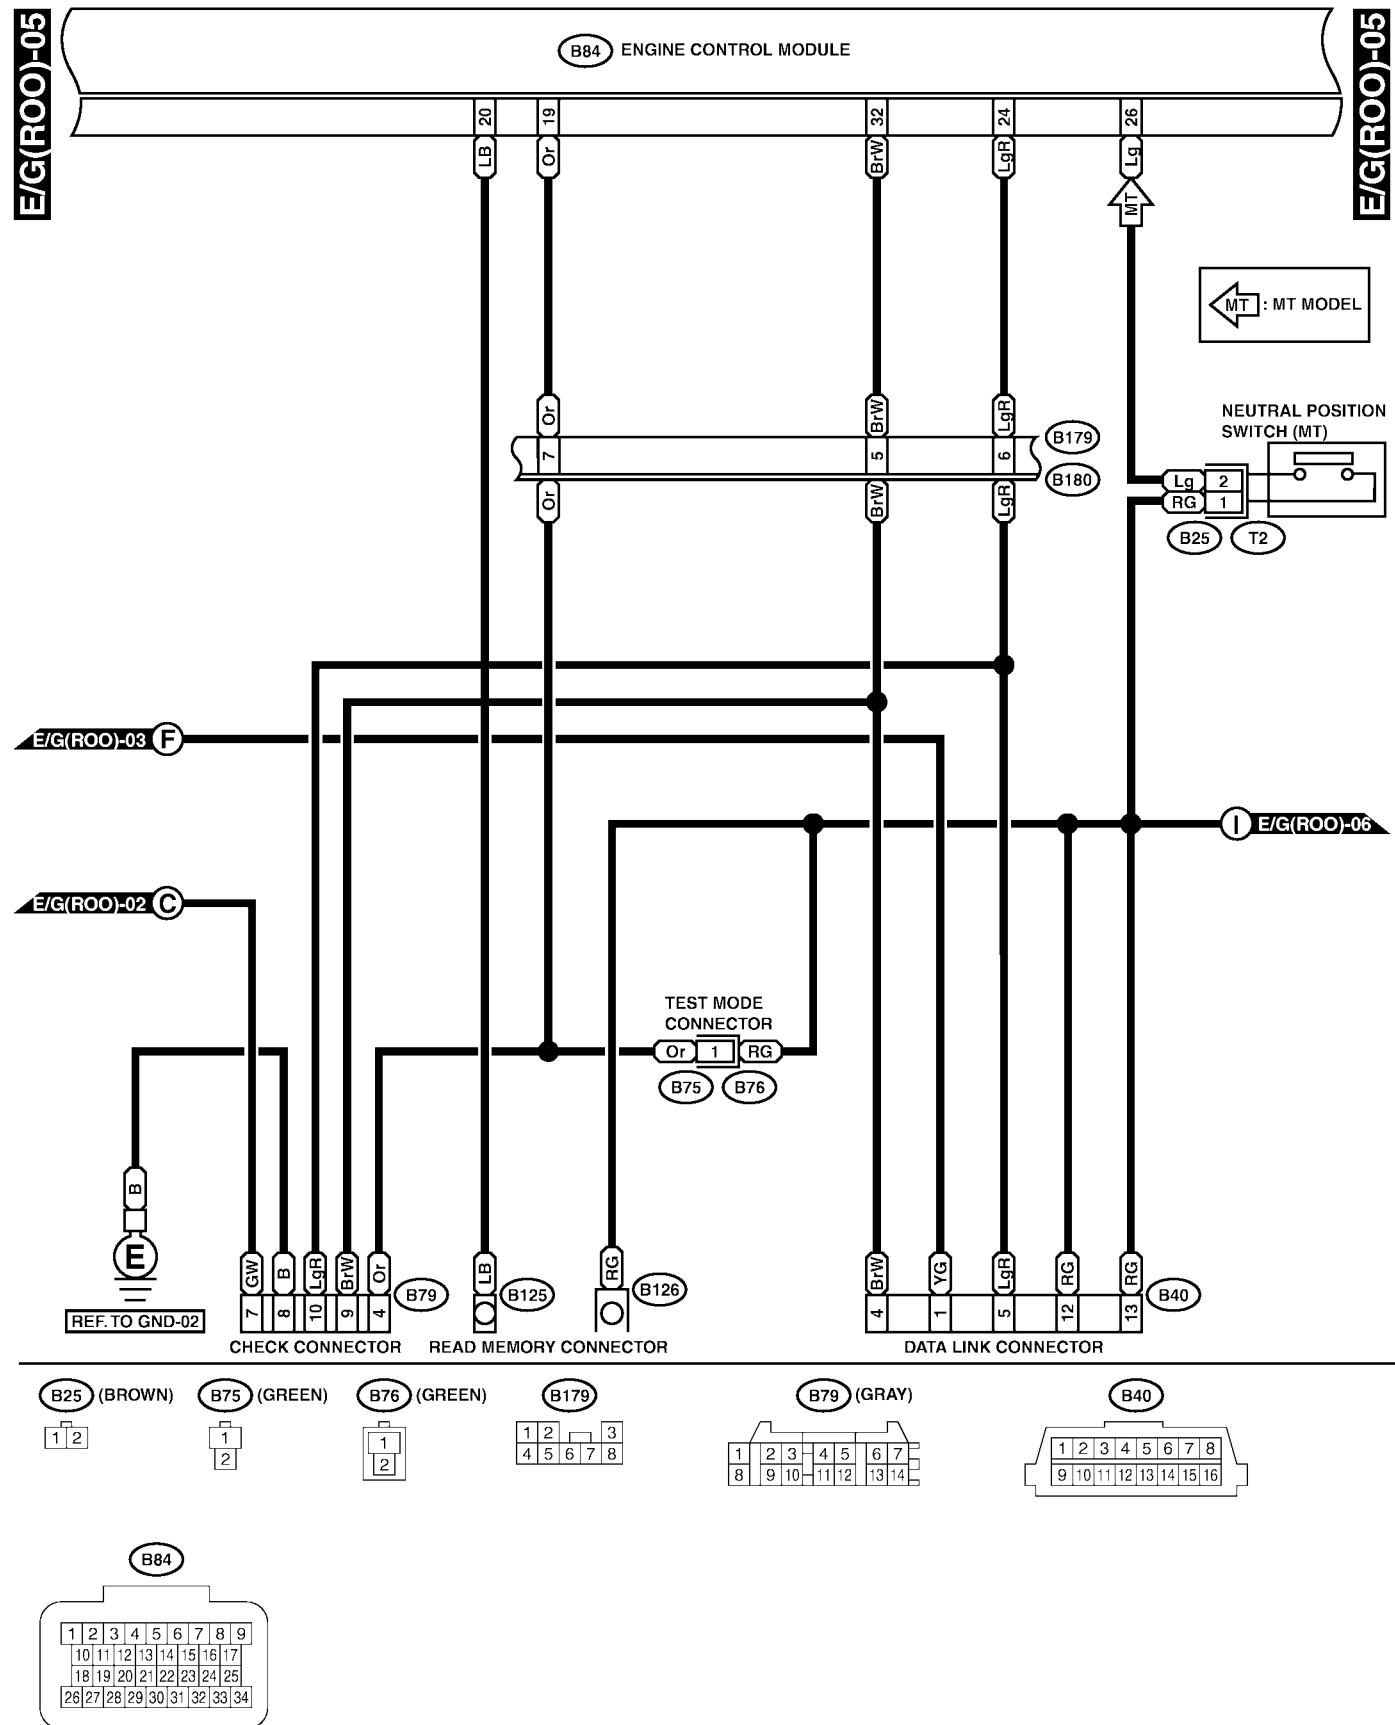 E/G(ROO)-05
E/G(ROO)-05
B84 ENGINE CONTROL MODULE
20 19 32 24 26
LB Or BrW LgR Lg
MT
MT : MT MODEL
NEUTRAL POSITION
SWITCH (MT)
Or BrW LgR
B179
7 5 6
B180
Or BrW LgR
Lg 2
RG 1
B25 T2
E/G(ROO)-03 F
I E/G(ROO)-06
E/G(ROO)-02 C
TEST MODE
CONNECTOR
Or 1 RG
B75 B76
B
E
REF. TO GND-02
GW B LgR BrW Or LB RG BrW YG LgR RG RG
B79 B125 B126 B40
7 8 10 9 4 4 1 5 12 13
CHECK CONNECTOR READ MEMORY CONNECTOR DATA LINK CONNECTOR
B25 (BROWN) B75 (GREEN) B76 (GREEN) B179 B79 (GRAY) B40
1 2
1
2
1
2
1 2 3
4 5 6 7 8
1 2 3 4 5 6 7
8 9 10 11 12 13 14
1 2 3 4 5 6 7 8
9 10 11 12 13 14 15 16
B84
1 2 3 4 5 6 7 8 9
10 11 12 13 14 15 16 17
18 19 20 21 22 23 24 25
26 27 28 29 30 31 32 33 34